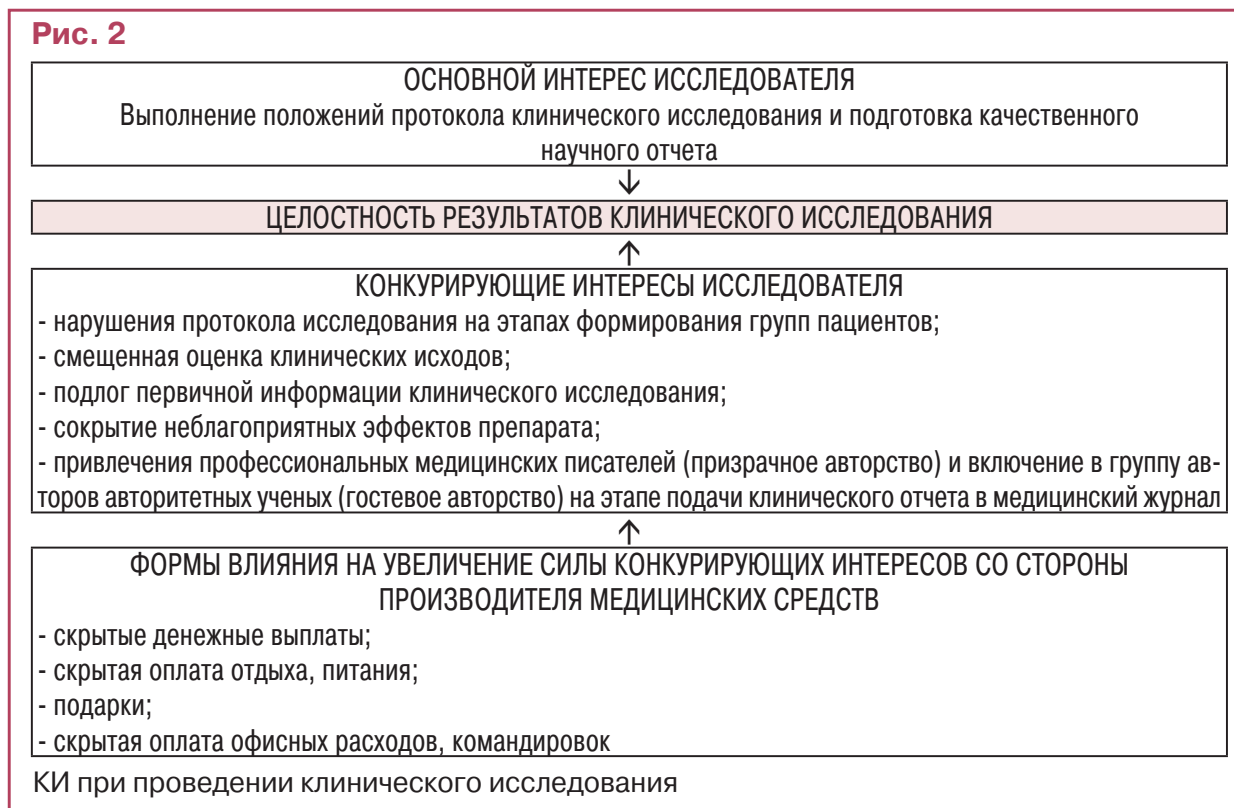 Рис. 2
ОСНОВНОЙ ИНТЕРЕС ИССЛЕДОВАТЕЛЯ
Выполнение положений протокола клинического исследования и подготовка качественного
научного отчета
↓
ЦЕЛОСТНОСТЬ РЕЗУЛЬТАТОВ КЛИНИЧЕСКОГО ИССЛЕДОВАНИЯ
↑
КОНКУРИРУЮЩИЕ ИНТЕРЕСЫ ИССЛЕДОВАТЕЛЯ
- нарушения протокола исследования на этапах формирования групп пациентов;
- смещенная оценка клинических исходов;
- подлог первичной информации клинического исследования;
- сокрытие неблагоприятных эффектов препарата;
- привлечения профессиональных медицинских писателей (призрачное авторство) и включение в группу ав-
торов авторитетных ученых (гостевое авторство) на этапе подачи клинического отчета в медицинский журнал
↑
ФОРМЫ ВЛИЯНИЯ НА УВЕЛИЧЕНИЕ СИЛЫ КОНКУРИРУЮЩИХ ИНТЕРЕСОВ СО СТОРОНЫ
ПРОИЗВОДИТЕЛЯ МЕДИЦИНСКИХ СРЕДСТВ
- скрытые денежные выплаты;
- скрытая оплата отдыха, питания;
- подарки;
- скрытая оплата офисных расходов, командировок
КИ при проведении клинического исследования